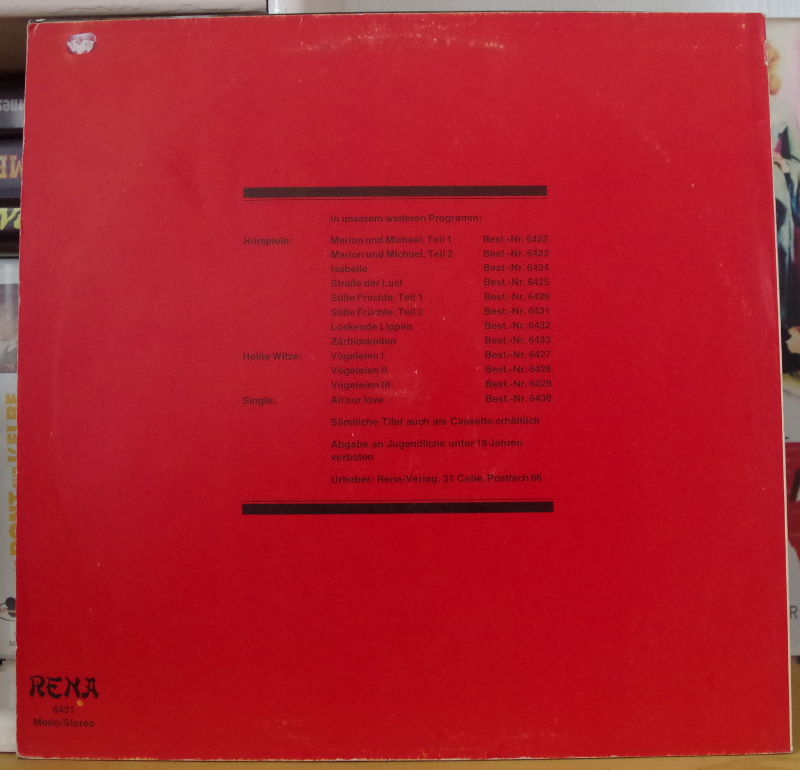 In unserem weiteren Programm:
Hörspiele: Marion und Michael, Teil 1 Best.-Nr. 6422
Marion und Michael, Teil 2 Best.-Nr. 6423
Isabelle Best.-Nr. 6424
Straße der Lust Best.-Nr. 6425
Süße Früchte, Teil 1 Best.-Nr. 6426
Süße Früchte, Teil 2 Best.-Nr. 6431
Lockende Lippen Best.-Nr. 6432
Zärtlichkeiten Best.-Nr. 6433
Heiße Witze: Vögeleien I Best.-Nr. 6427
Vögeleien II Best.-Nr. 6428
Vögeleien III Best.-Nr. 6429
Single: All our love Best.-Nr. 6430
Sämtliche Titel auch als Cassette erhältlich
Abgabe an Jugendliche unter 18 Jahren
verboten
Urheber: Rena-Verlag, 31 Celle, Postfach 66
RENA
6431
Mono/Stereo